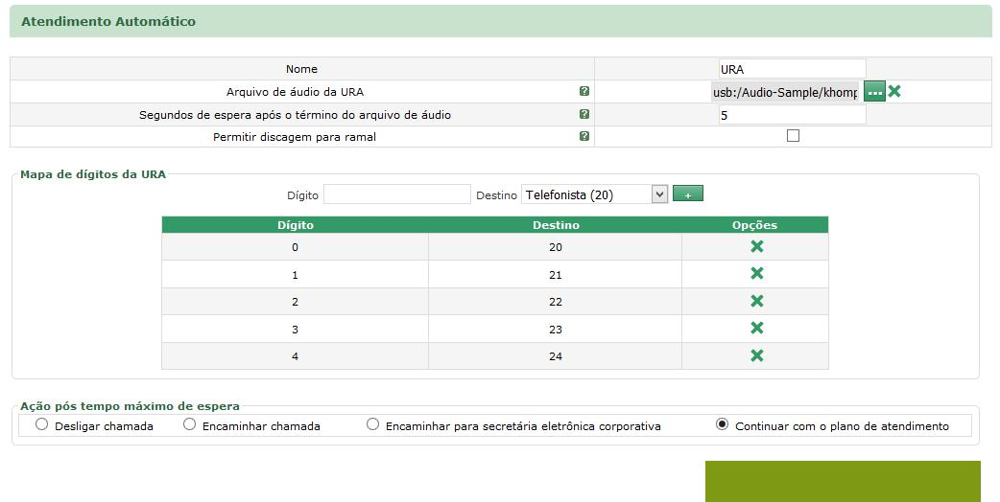 Atendimento Automático
Nome URA
Arquivo de áudio da URA ? usb:/Audio-Sample/khomp ...
Segundos de espera após o término do arquivo de áudio ? 5
Permitir discagem para ramal ?
Mapa de dígitos da URA
Dígito Destino Telefonista (20) +
Dígito Destino Opções
0 20
1 21
2 22
3 23
4 24
Ação pós tempo máximo de espera
Desligar chamada Encaminhar chamada Encaminhar para secretária eletrônica corporativa Continuar com o plano de atendimento